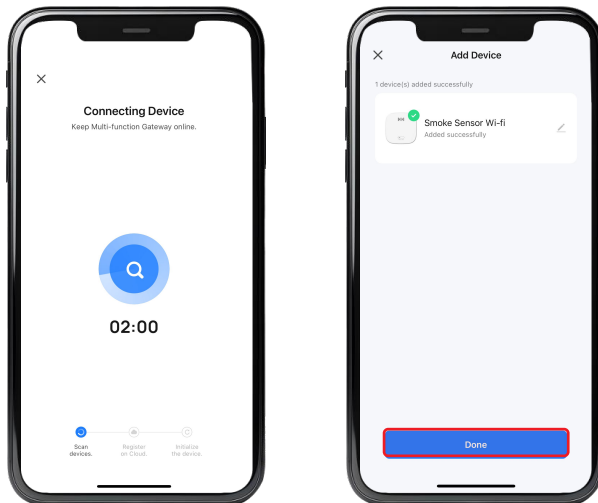 Connecting Device
Keep Multi-function Gateway online.
02:00
Scan
devices.
Register
on Cloud.
Initialize
the device.
Add Device
1 device(s) added successfully
Smoke Sensor Wi-fi
Added successfully
Done